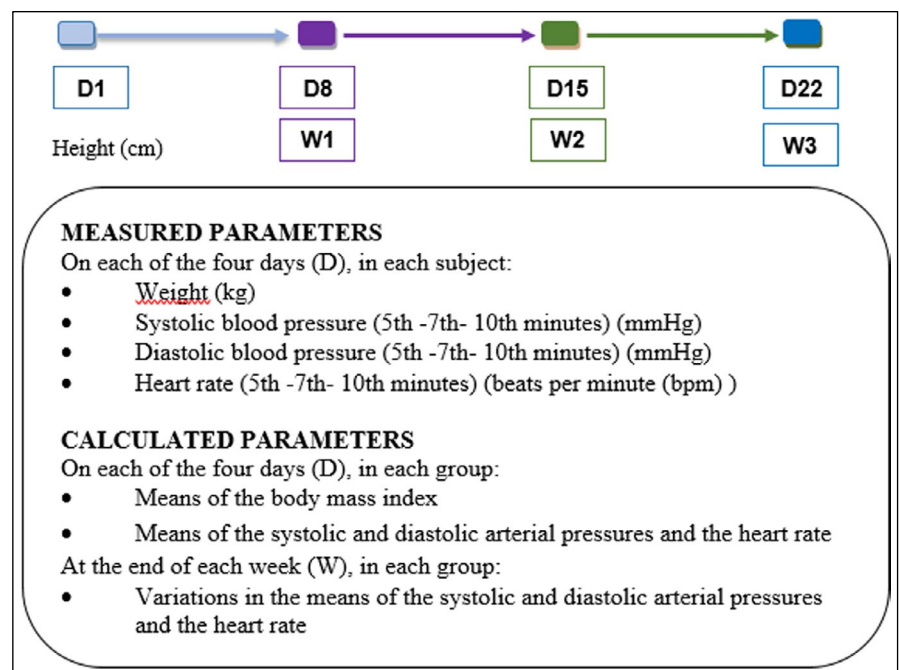 D1 D8 D15 D22
Height (cm) W1 W2 W3
MEASURED PARAMETERS
On each of the four days (D), in each subject:
• Weight (kg)
• Systolic blood pressure (5th -7th- 10th minutes) (mmHg)
• Diastolic blood pressure (5th -7th- 10th minutes) (mmHg)
• Heart rate (5th -7th- 10th minutes) (beats per minute (bpm) )
CALCULATED PARAMETERS
On each of the four days (D), in each group:
• Means of the body mass index
• Means of the systolic and diastolic arterial pressures and the heart rate
At the end of each week (W), in each group:
• Variations in the means of the systolic and diastolic arterial pressures
and the heart rate